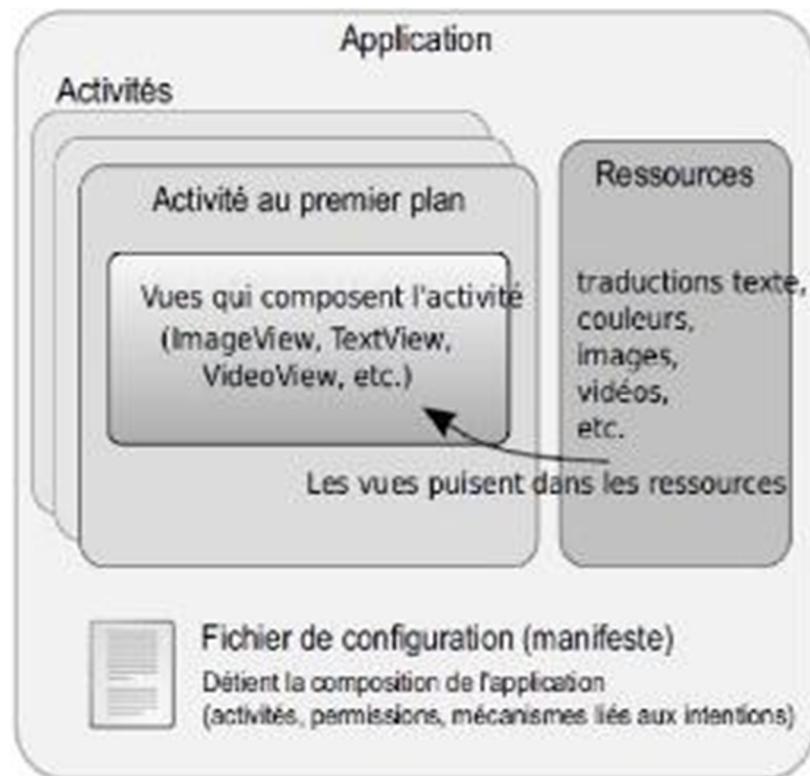 Application
Activités
Activité au premier plan
Vues qui composent l'activité
(ImageView, TextView,
VideoView, etc.)
Ressources
traductions texte,
couleurs,
images,
vidéos,
etc.
Les vues puisent dans les ressources
Fichier de configuration (manifeste)
Détient la composition de l'application
(activités, permissions, mécanismes liés aux intentions)